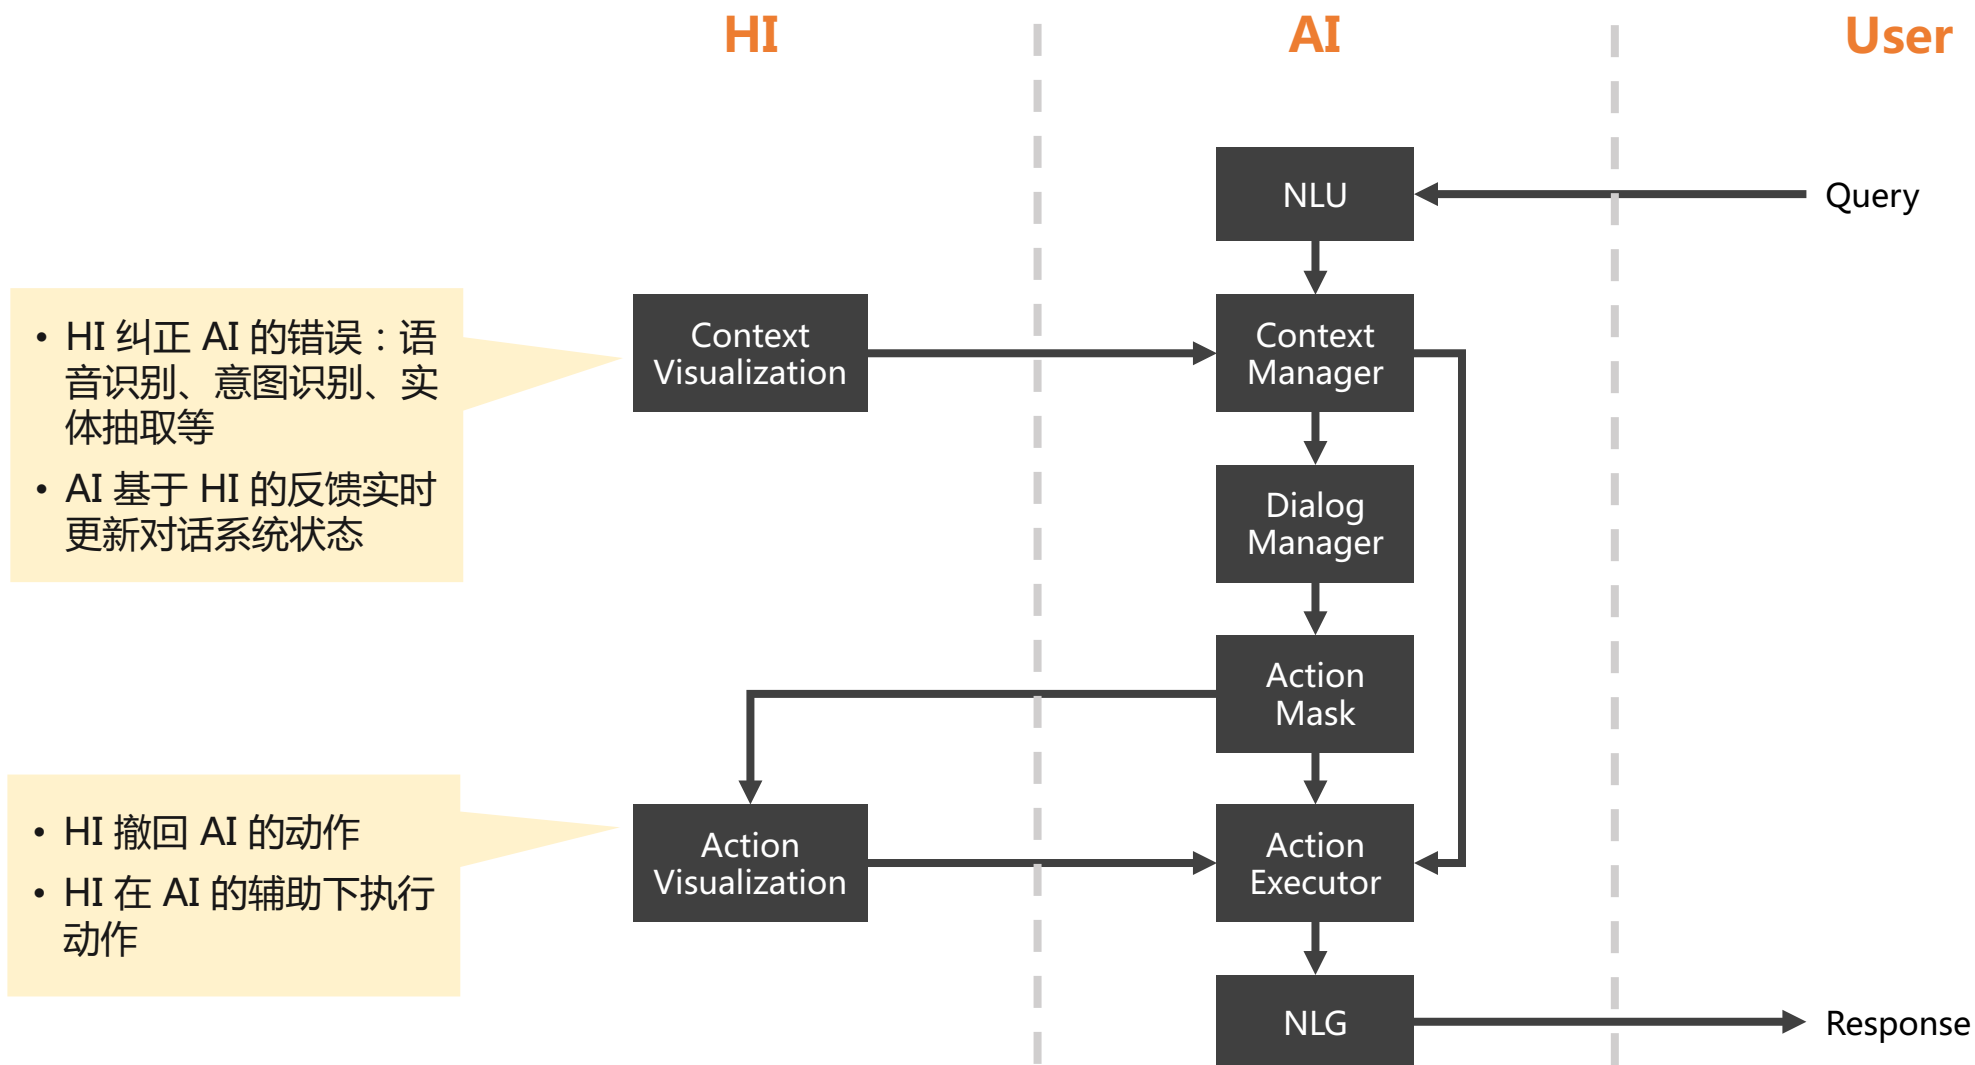 HI
AI
User
NLU
Query
• HI 纠正 AI 的错误：语
音识别、意图识别、实
体抽取等
• AI 基于 HI 的反馈实时
更新对话系统状态
Context
Visualization
Context
Manager
Dialog
Manager
Action
Mask
• HI 撤回 AI 的动作
• HI 在 AI 的辅助下执行
动作
Action
Visualization
Action
Executor
NLG
Response